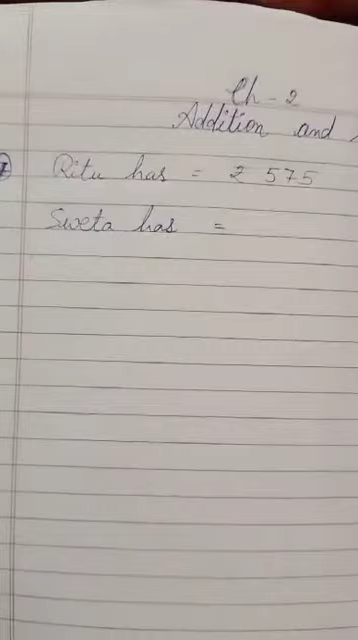 Ch - 2
Addition and
Ritu has = 2 575
Sweta has =